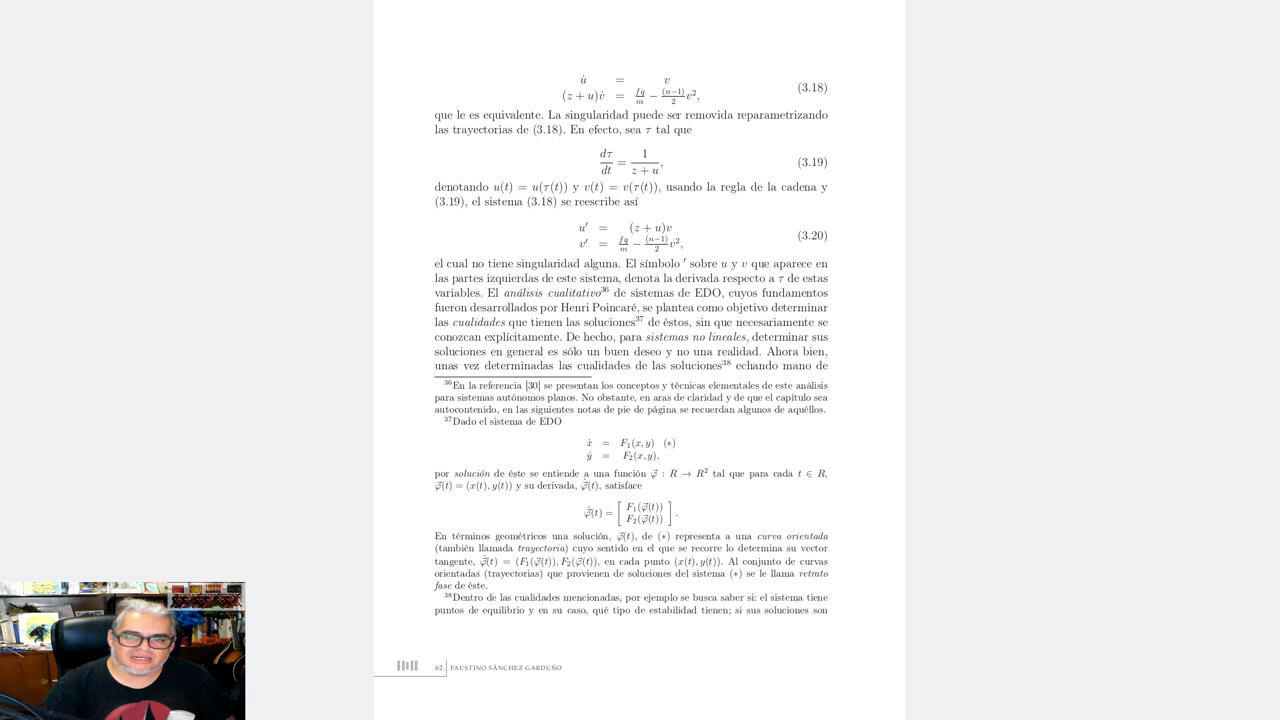 u̇ = v
(z + u)v̇ = fq/m − (n−1)/2 v², (3.18)
que le es equivalente. La singularidad puede ser removida reparametrizando
las trayectorias de (3.18). En efecto, sea τ tal que
dτ/dt = 1/(z + u), (3.19)
denotando u(t) = u(τ(t)) y v(t) = v(τ(t)), usando la regla de la cadena y
(3.19), el sistema (3.18) se reescribe así
u′ = (z + u)v
v′ = fq/m − (n−1)/2 v², (3.20)
el cual no tiene singularidad alguna. El símbolo ′ sobre u y v que aparece en
las partes izquierdas de este sistema, denota la derivada respecto a τ de estas
variables. El análisis cualitativo³⁶ de sistemas de EDO, cuyos fundamentos
fueron desarrollados por Henri Poincaré, se plantea como objetivo determinar
las cualidades que tienen las soluciones³⁷ de éstos, sin que necesariamente se
conozcan explícitamente. De hecho, para sistemas no lineales, determinar sus
soluciones en general es sólo un buen deseo y no una realidad. Ahora bien,
unas vez determinadas las cualidades de las soluciones³⁸ echando mano de
³⁶En la referencia [30] se presentan los conceptos y técnicas elementales de este análisis
para sistemas autónomos planos. No obstante, en aras de claridad y de que el capítulo sea
autocontenido, en las siguientes notas de pie de página se recuerdan algunos de aquéllos.
³⁷Dado el sistema de EDO
ẋ = F₁(x, y) (∗)
ẏ = F₂(x, y),
por solución de éste se entiende a una función φ⃗ : R → R² tal que para cada t ∈ R,
φ⃗(t) = (x(t), y(t)) y su derivada, φ⃗̇(t), satisface
φ⃗̇(t) = [ F₁(φ⃗(t))
F₂(φ⃗(t)) ] .
En términos geométricos una solución, φ⃗(t), de (∗) representa a una curva orientada
(también llamada trayectoria) cuyo sentido en el que se recorre lo determina su vector
tangente, φ⃗̇(t) = (F₁(φ⃗(t)), F₂(φ⃗(t)), en cada punto (x(t), y(t)). Al conjunto de curvas
orientadas (trayectorias) que provienen de soluciones del sistema (∗) se le llama retrato
fase de éste.
³⁸Dentro de las cualidades mencionadas, por ejemplo se busca saber si: el sistema tiene
puntos de equilibrio y en su caso, qué tipo de estabilidad tienen; si sus soluciones son
62 FAUSTINO SÁNCHEZ GARDUÑO